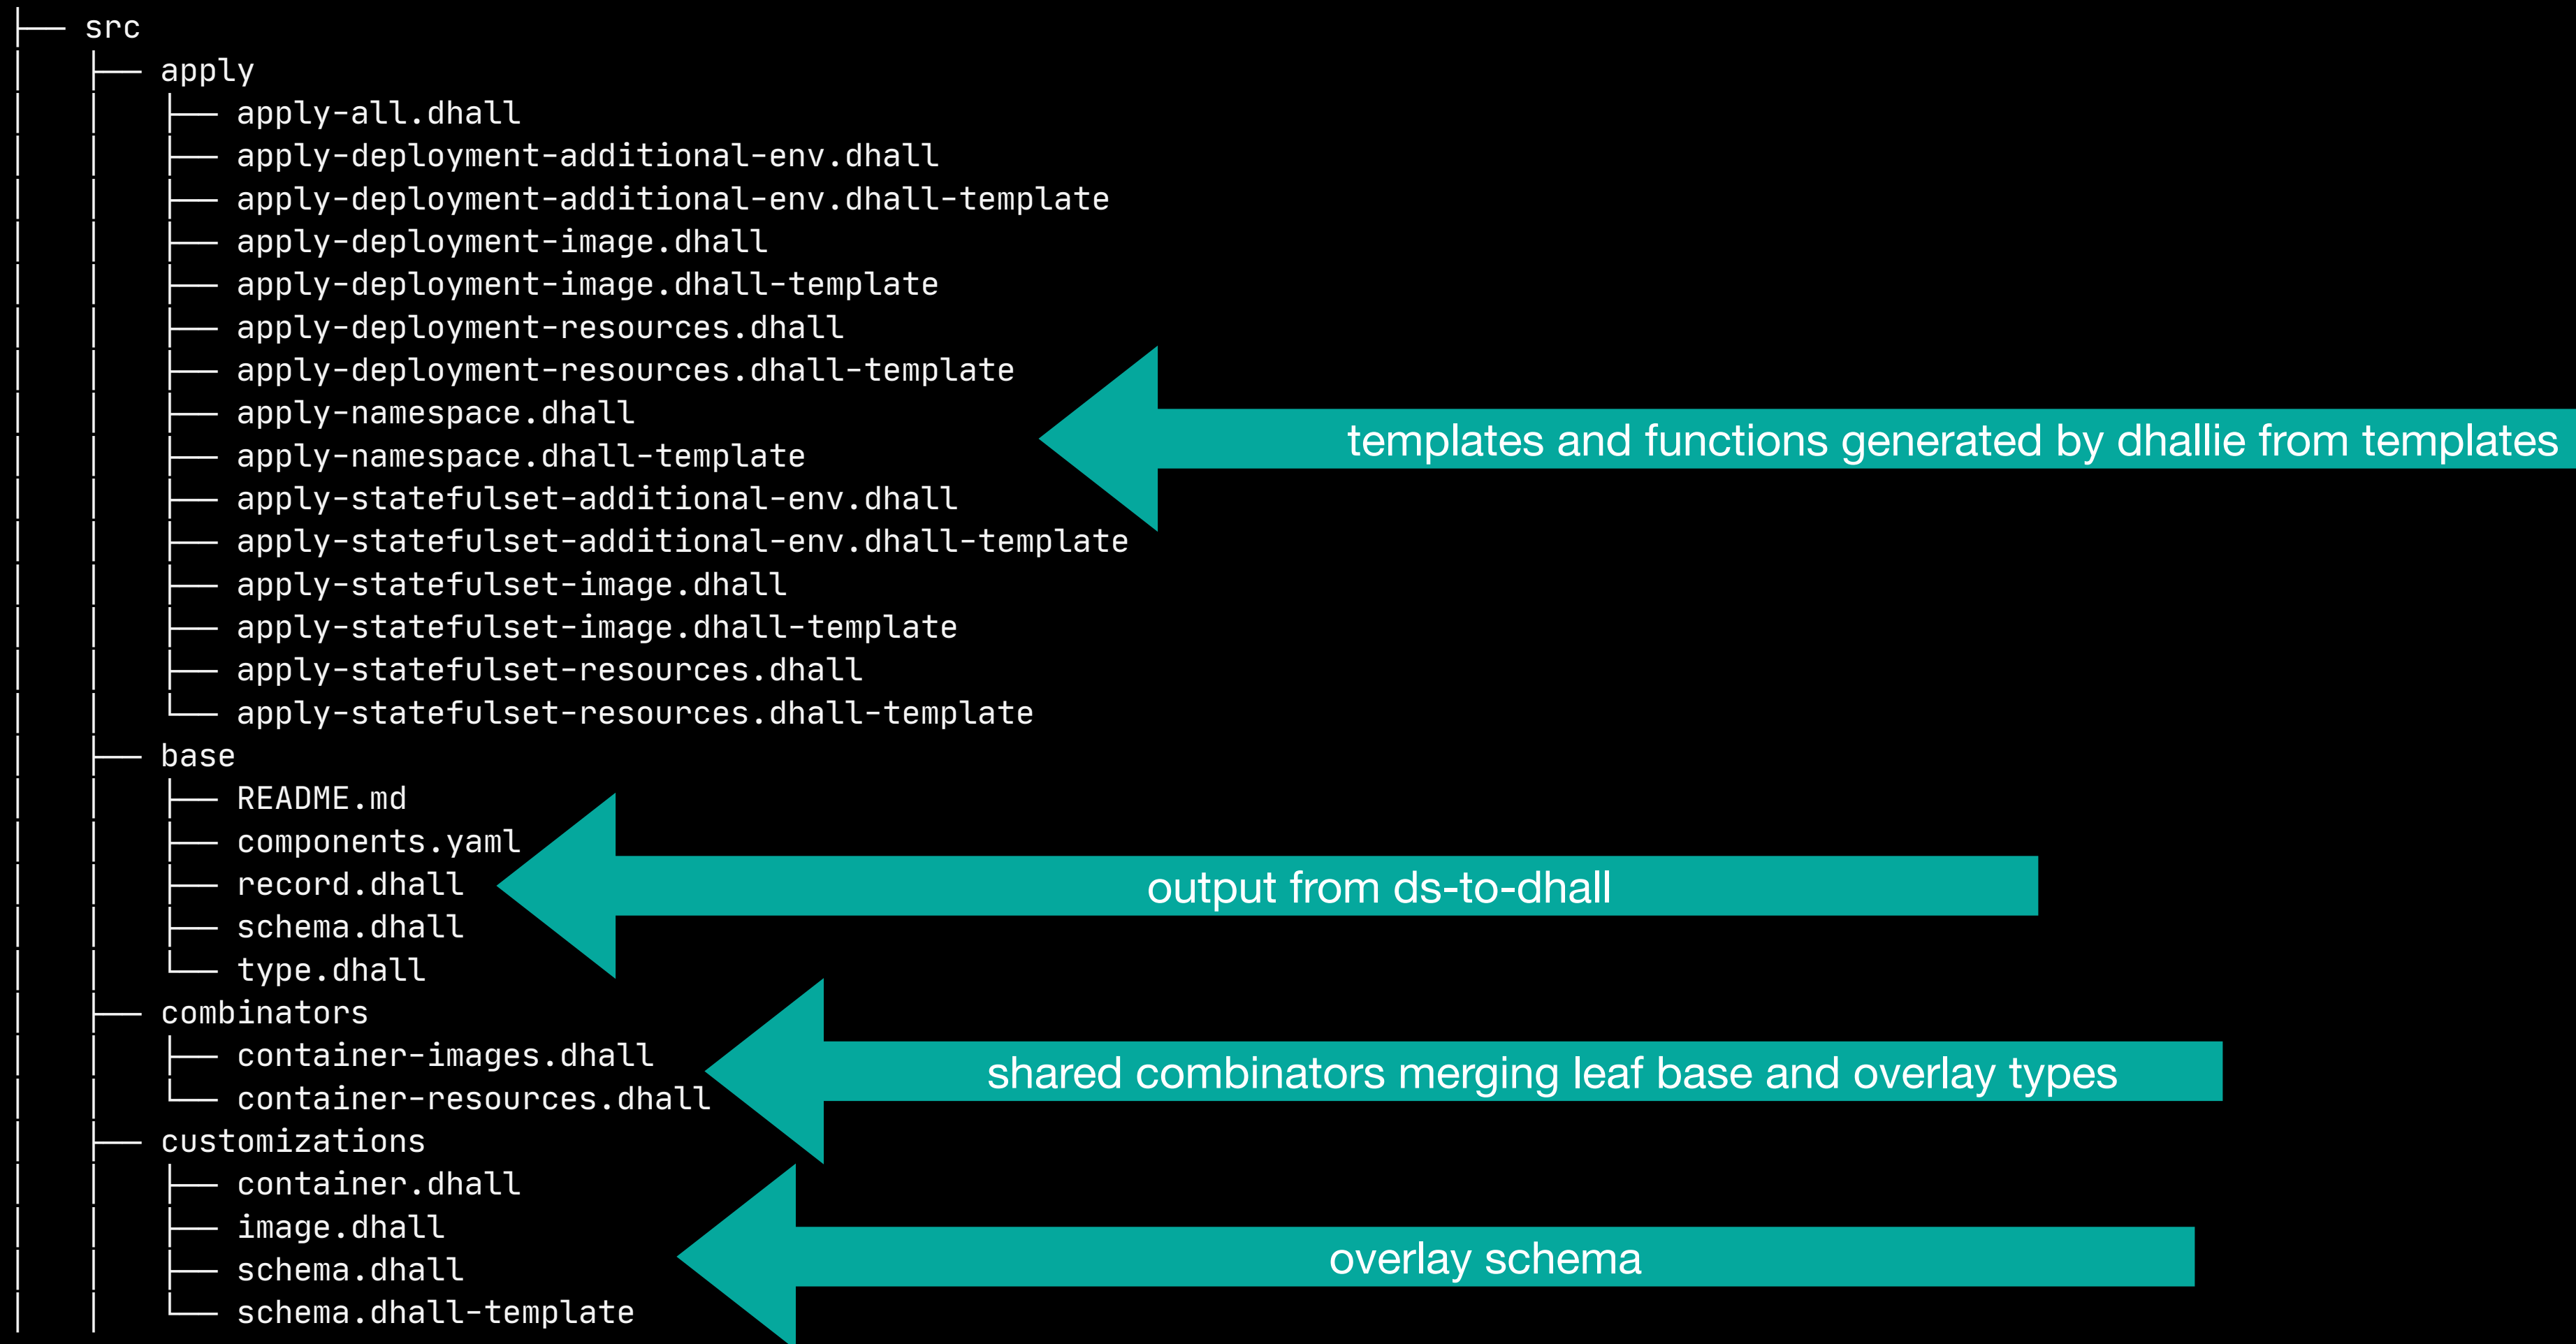 src
apply
apply-all.dhall
apply-deployment-additional-env.dhall
apply-deployment-additional-env.dhall-template
apply-deployment-image.dhall
apply-deployment-image.dhall-template
apply-deployment-resources.dhall
apply-deployment-resources.dhall-template
apply-namespace.dhall
templates and functions generated by dhallie from templates
apply-namespace.dhall-template
apply-statefulset-additional-env.dhall
apply-statefulset-additional-env.dhall-template
apply-statefulset-image.dhall
apply-statefulset-image.dhall-template
apply-statefulset-resources.dhall
apply-statefulset-resources.dhall-template
base
README.md
components.yaml
record.dhall
output from ds-to-dhall
schema.dhall
type.dhall
combinators
container-images.dhall
shared combinators merging leaf base and overlay types
container-resources.dhall
customizations
container.dhall
image.dhall
overlay schema
schema.dhall
schema.dhall-template